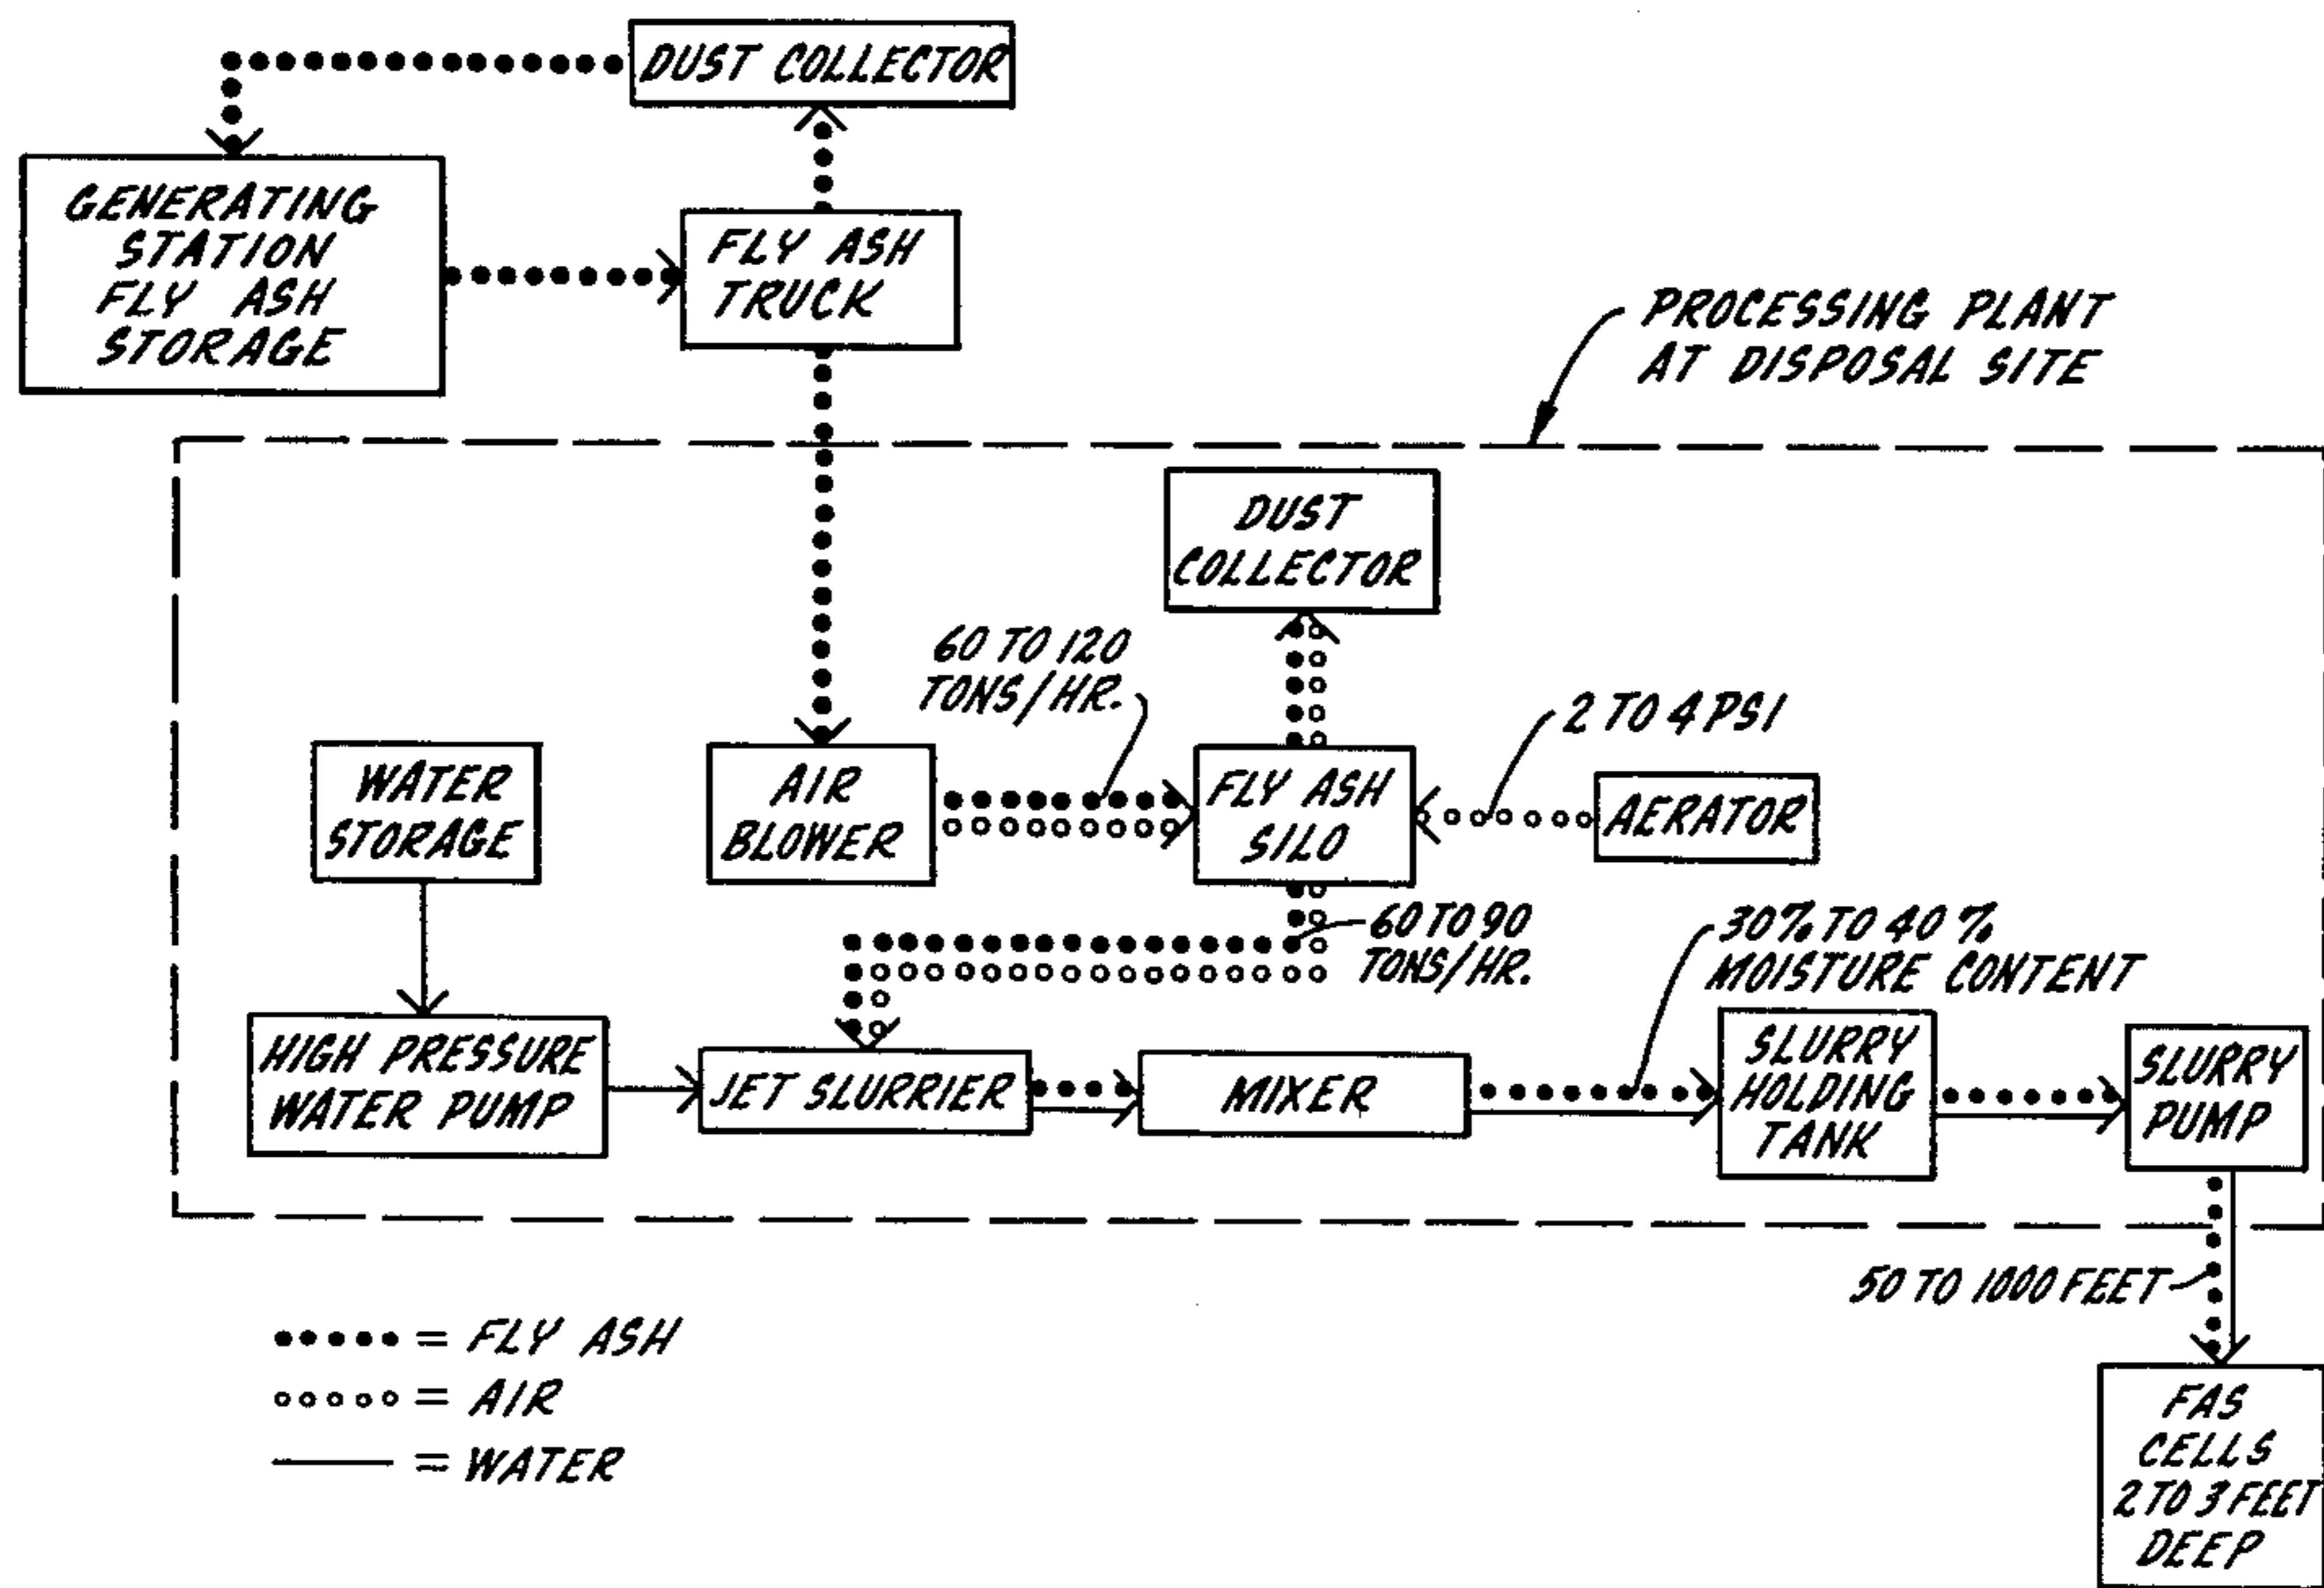 DUST COLLECTOR
GENERATING
STATION
FLY ASH
STORAGE
FLY ASH
TRUCK
PROCESSING PLANT
AT DISPOSAL SITE
DUST
COLLECTOR
60 TO 120
TONS/HR.
2 TO 4 PSI
WATER
STORAGE
AIR
BLOWER
FLY ASH
SILO
AERATOR
60 TO 90
TONS/HR.
30% TO 40%
MOISTURE CONTENT
HIGH PRESSURE
WATER PUMP
JET SLURRIER
MIXER
SLURRY
HOLDING
TANK
SLURRY
PUMP
50 TO 1000 FEET
= FLY ASH
= AIR
= WATER
FAS
CELLS
2 TO 3 FEET
DEEP